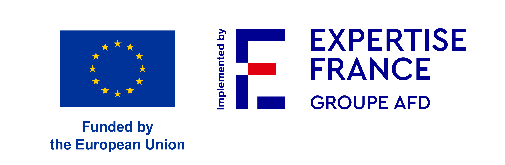 Funded by
the European Union
Implemented by
EXPERTISE
FRANCE
GROUPE AFD